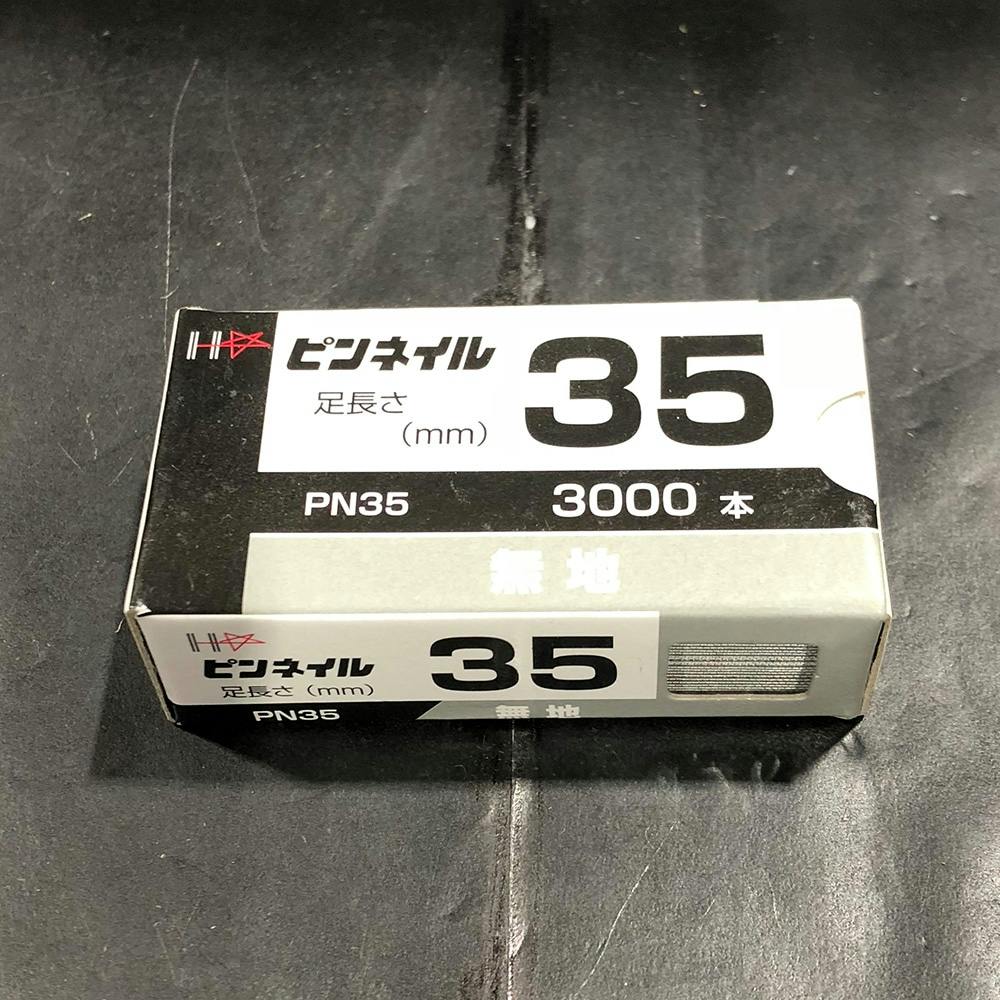 H☆ ピンネイル
足長さ
(mm)
35
PN35 3000 本
無地
H☆
ピンネイル
足長さ(mm)
35
PN35 無地